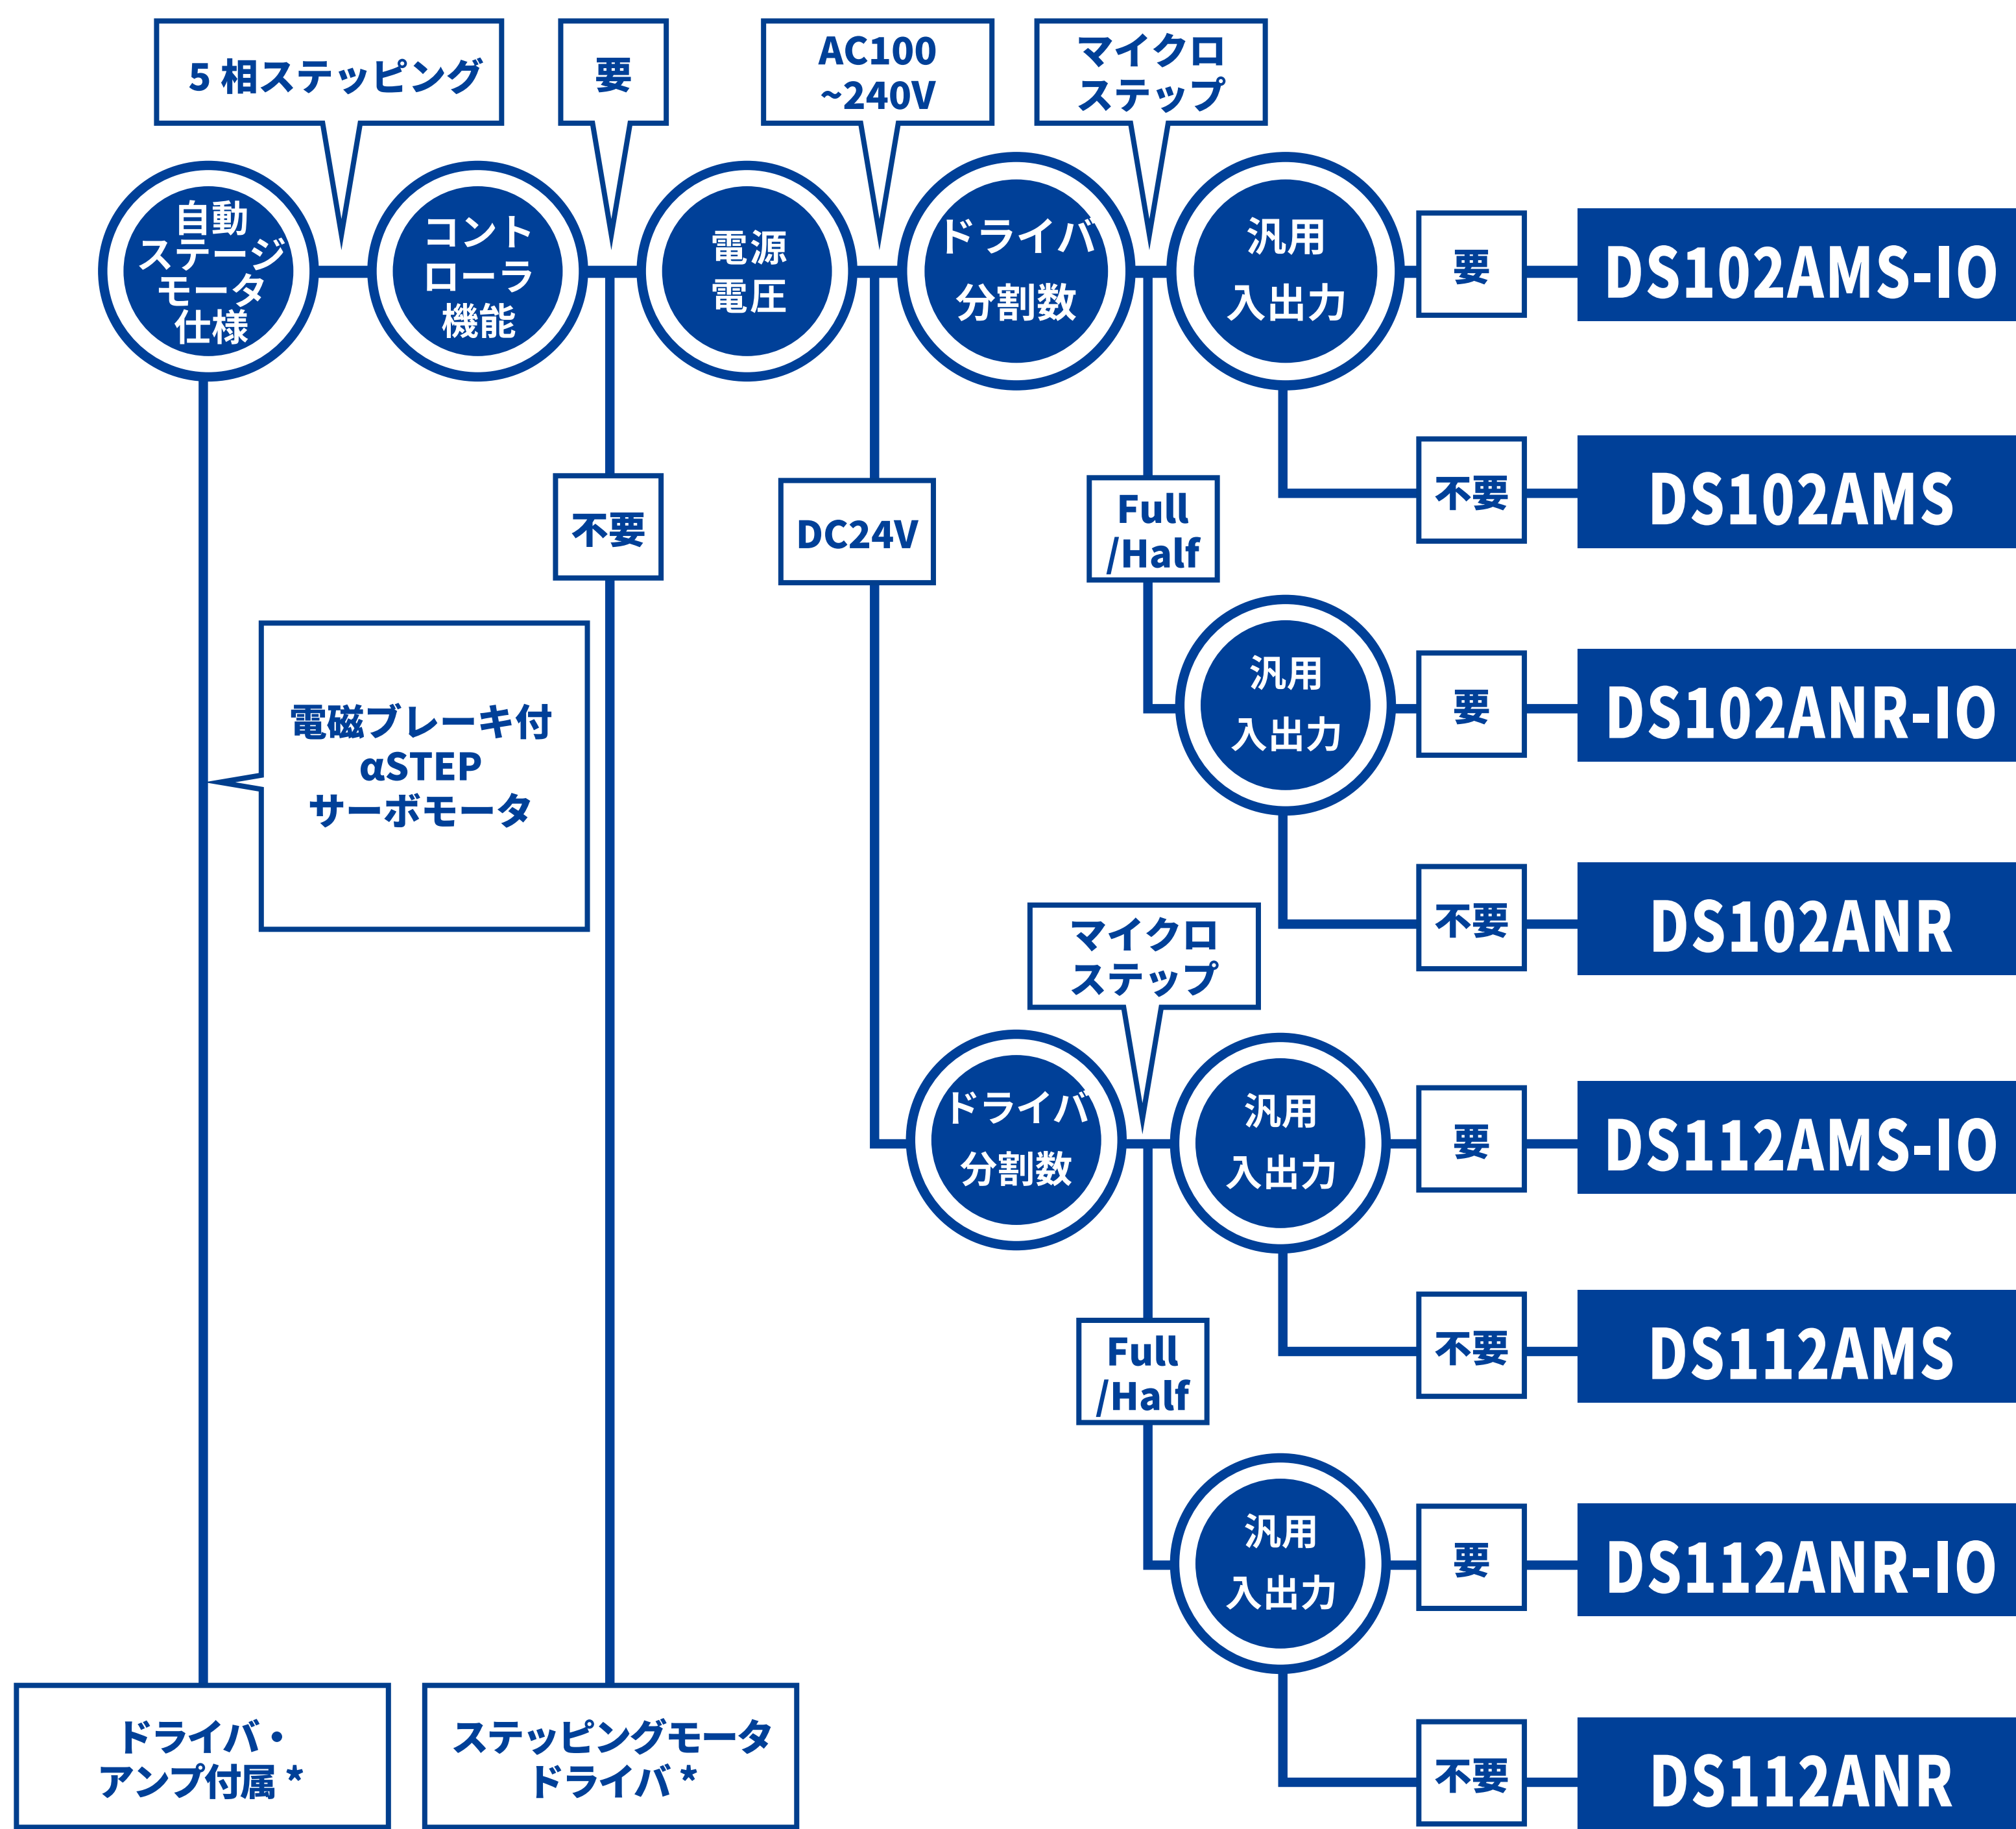 5 相ステッピング
要
AC100
~240V
マイクロ
ステップ
自動
ステージ
モータ
仕様
コント
ローラ
機能
電源
電圧
ドライバ
分割数
汎用
入出力
要
DS102AMS-IO
不要
DS102AMS
不要
DC24V
Full
/Half
汎用
入出力
要
DS102ANR-IO
電磁ブレーキ付
αSTEP
サーボモータ
不要
DS102ANR
マイクロ
ステップ
ドライバ
分割数
汎用
入出力
要
DS112AMS-IO
不要
DS112AMS
Full
/Half
汎用
入出力
要
DS112ANR-IO
不要
DS112ANR
ドライバ・
アンプ付属 *
ステッピングモータ
ドライバ *